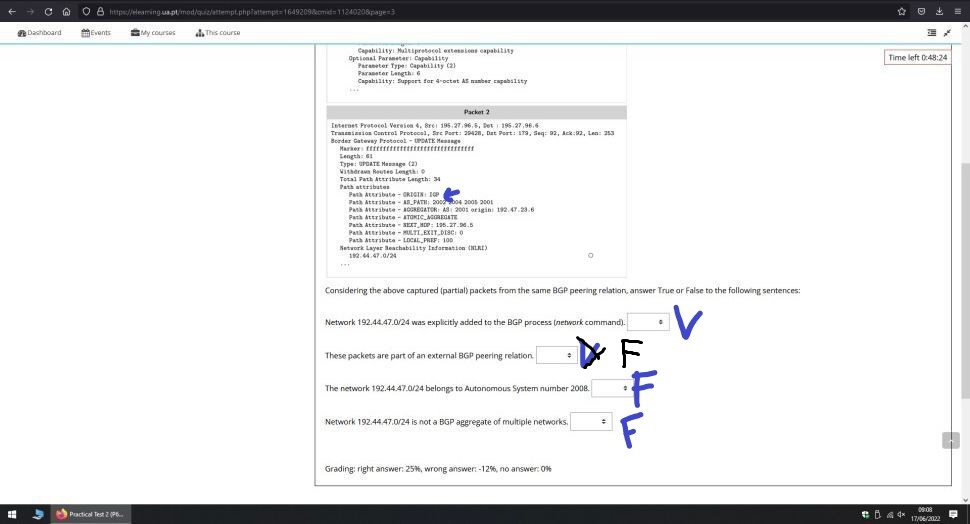 https://elearning.ua.pt/mod/quiz/attempt.php?attempt=1649209&cmid=1124020&page=3
Dashboard Events My courses This course
Time left 0:48:24
Capability: Multiprotocol extensions capability
Optional Parameter: Capability
Parameter Type: Capability (2)
Parameter Length: 6
Capability: Support for 4-octet AS number capability
...
Packet 2
Internet Protocol Version 4, Src: 195.27.96.5, Dst : 195.27.96.6
Transmission Control Protocol, Src Port: 29428, Dst Port: 179, Seq: 92, Ack:92, Len: 253
Border Gateway Protocol - UPDATE Message
Marker: ffffffffffffffffffffffffffffffff
Length: 61
Type: UPDATE Message (2)
Withdrawn Routes Length: 0
Total Path Attribute Length: 34
Path attributes
Path Attribute - ORIGIN: IGP
Path Attribute - AS_PATH: 2002 2004 2005 2001
Path Attribute - AGGREGATOR: AS: 2001 origin: 192.47.23.6
Path Attribute - ATOMIC_AGGREGATE
Path Attribute - NEXT_HOP: 195.27.96.5
Path Attribute - MULTI_EXIT_DISC: 0
Path Attribute - LOCAL_PREF: 100
Network Layer Reachability Information (NLRI)
192.44.47.0/24
...
Considering the above captured (partial) packets from the same BGP peering relation, answer True or False to the following sentences:
Network 192.44.47.0/24 was explicitly added to the BGP process (network command). V
These packets are part of an external BGP peering relation. F
The network 192.44.47.0/24 belongs to Autonomous System number 2008. F
Network 192.44.47.0/24 is not a BGP aggregate of multiple networks. F
Grading: right answer: 25%, wrong answer: -12%, no answer: 0%
Practical Test 2 (P6...
09:08
17/06/2022